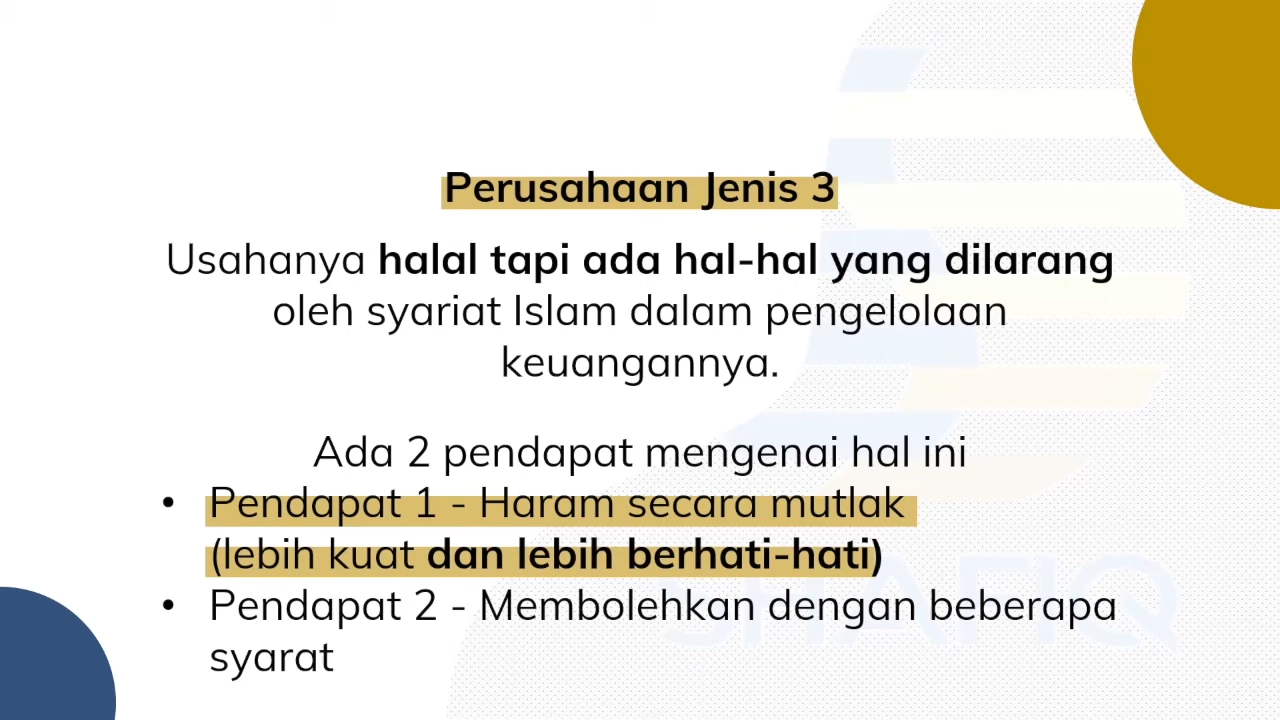 Perusahaan Jenis 3
Usahanya halal tapi ada hal-hal yang dilarang
oleh syariat Islam dalam pengelolaan
keuangannya.
Ada 2 pendapat mengenai hal ini
• Pendapat 1 - Haram secara mutlak
(lebih kuat dan lebih berhati-hati)
• Pendapat 2 - Membolehkan dengan beberapa
syarat
SHAFIQ